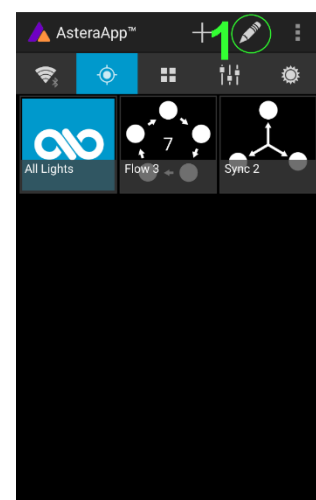 AsteraApp™
1
7
All Lights
Flow 3
Sync 2